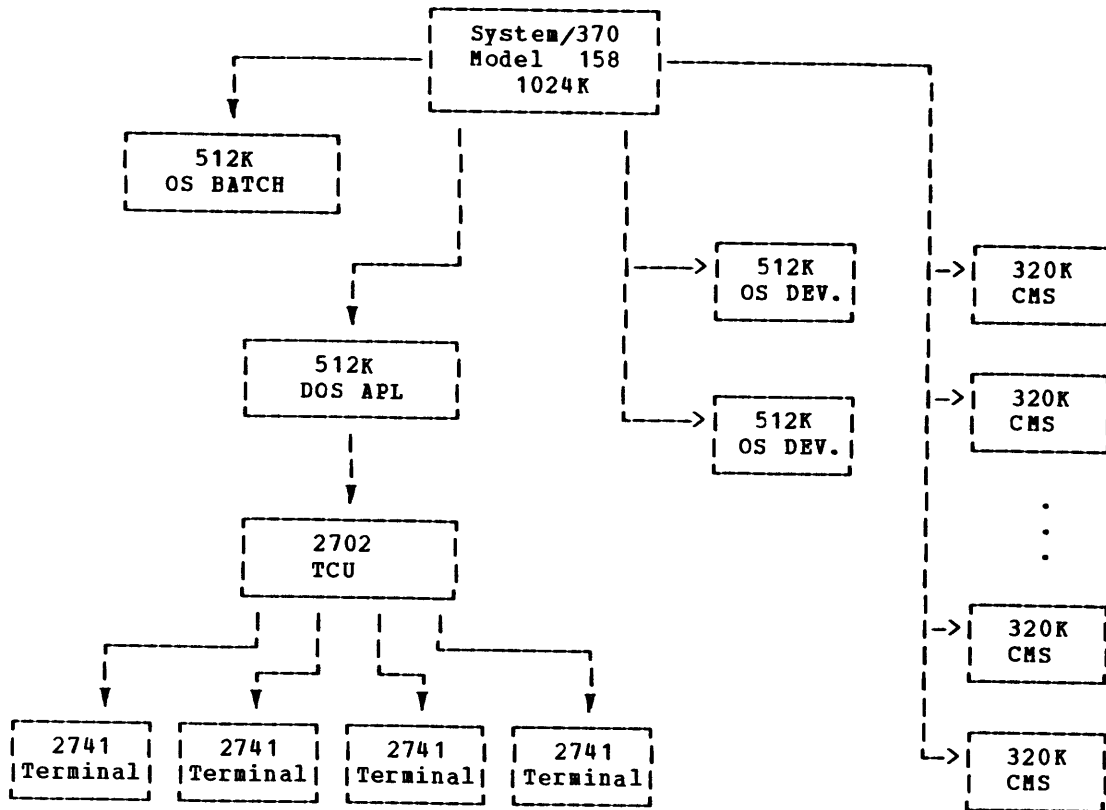 System/370
Model 158
1024K
512K
OS BATCH
512K
OS DEV.
320K
CMS
512K
DOS APL
320K
CMS
512K
OS DEV.
2702
TCU
320K
CMS
2741
Terminal
2741
Terminal
2741
Terminal
2741
Terminal
320K
CMS